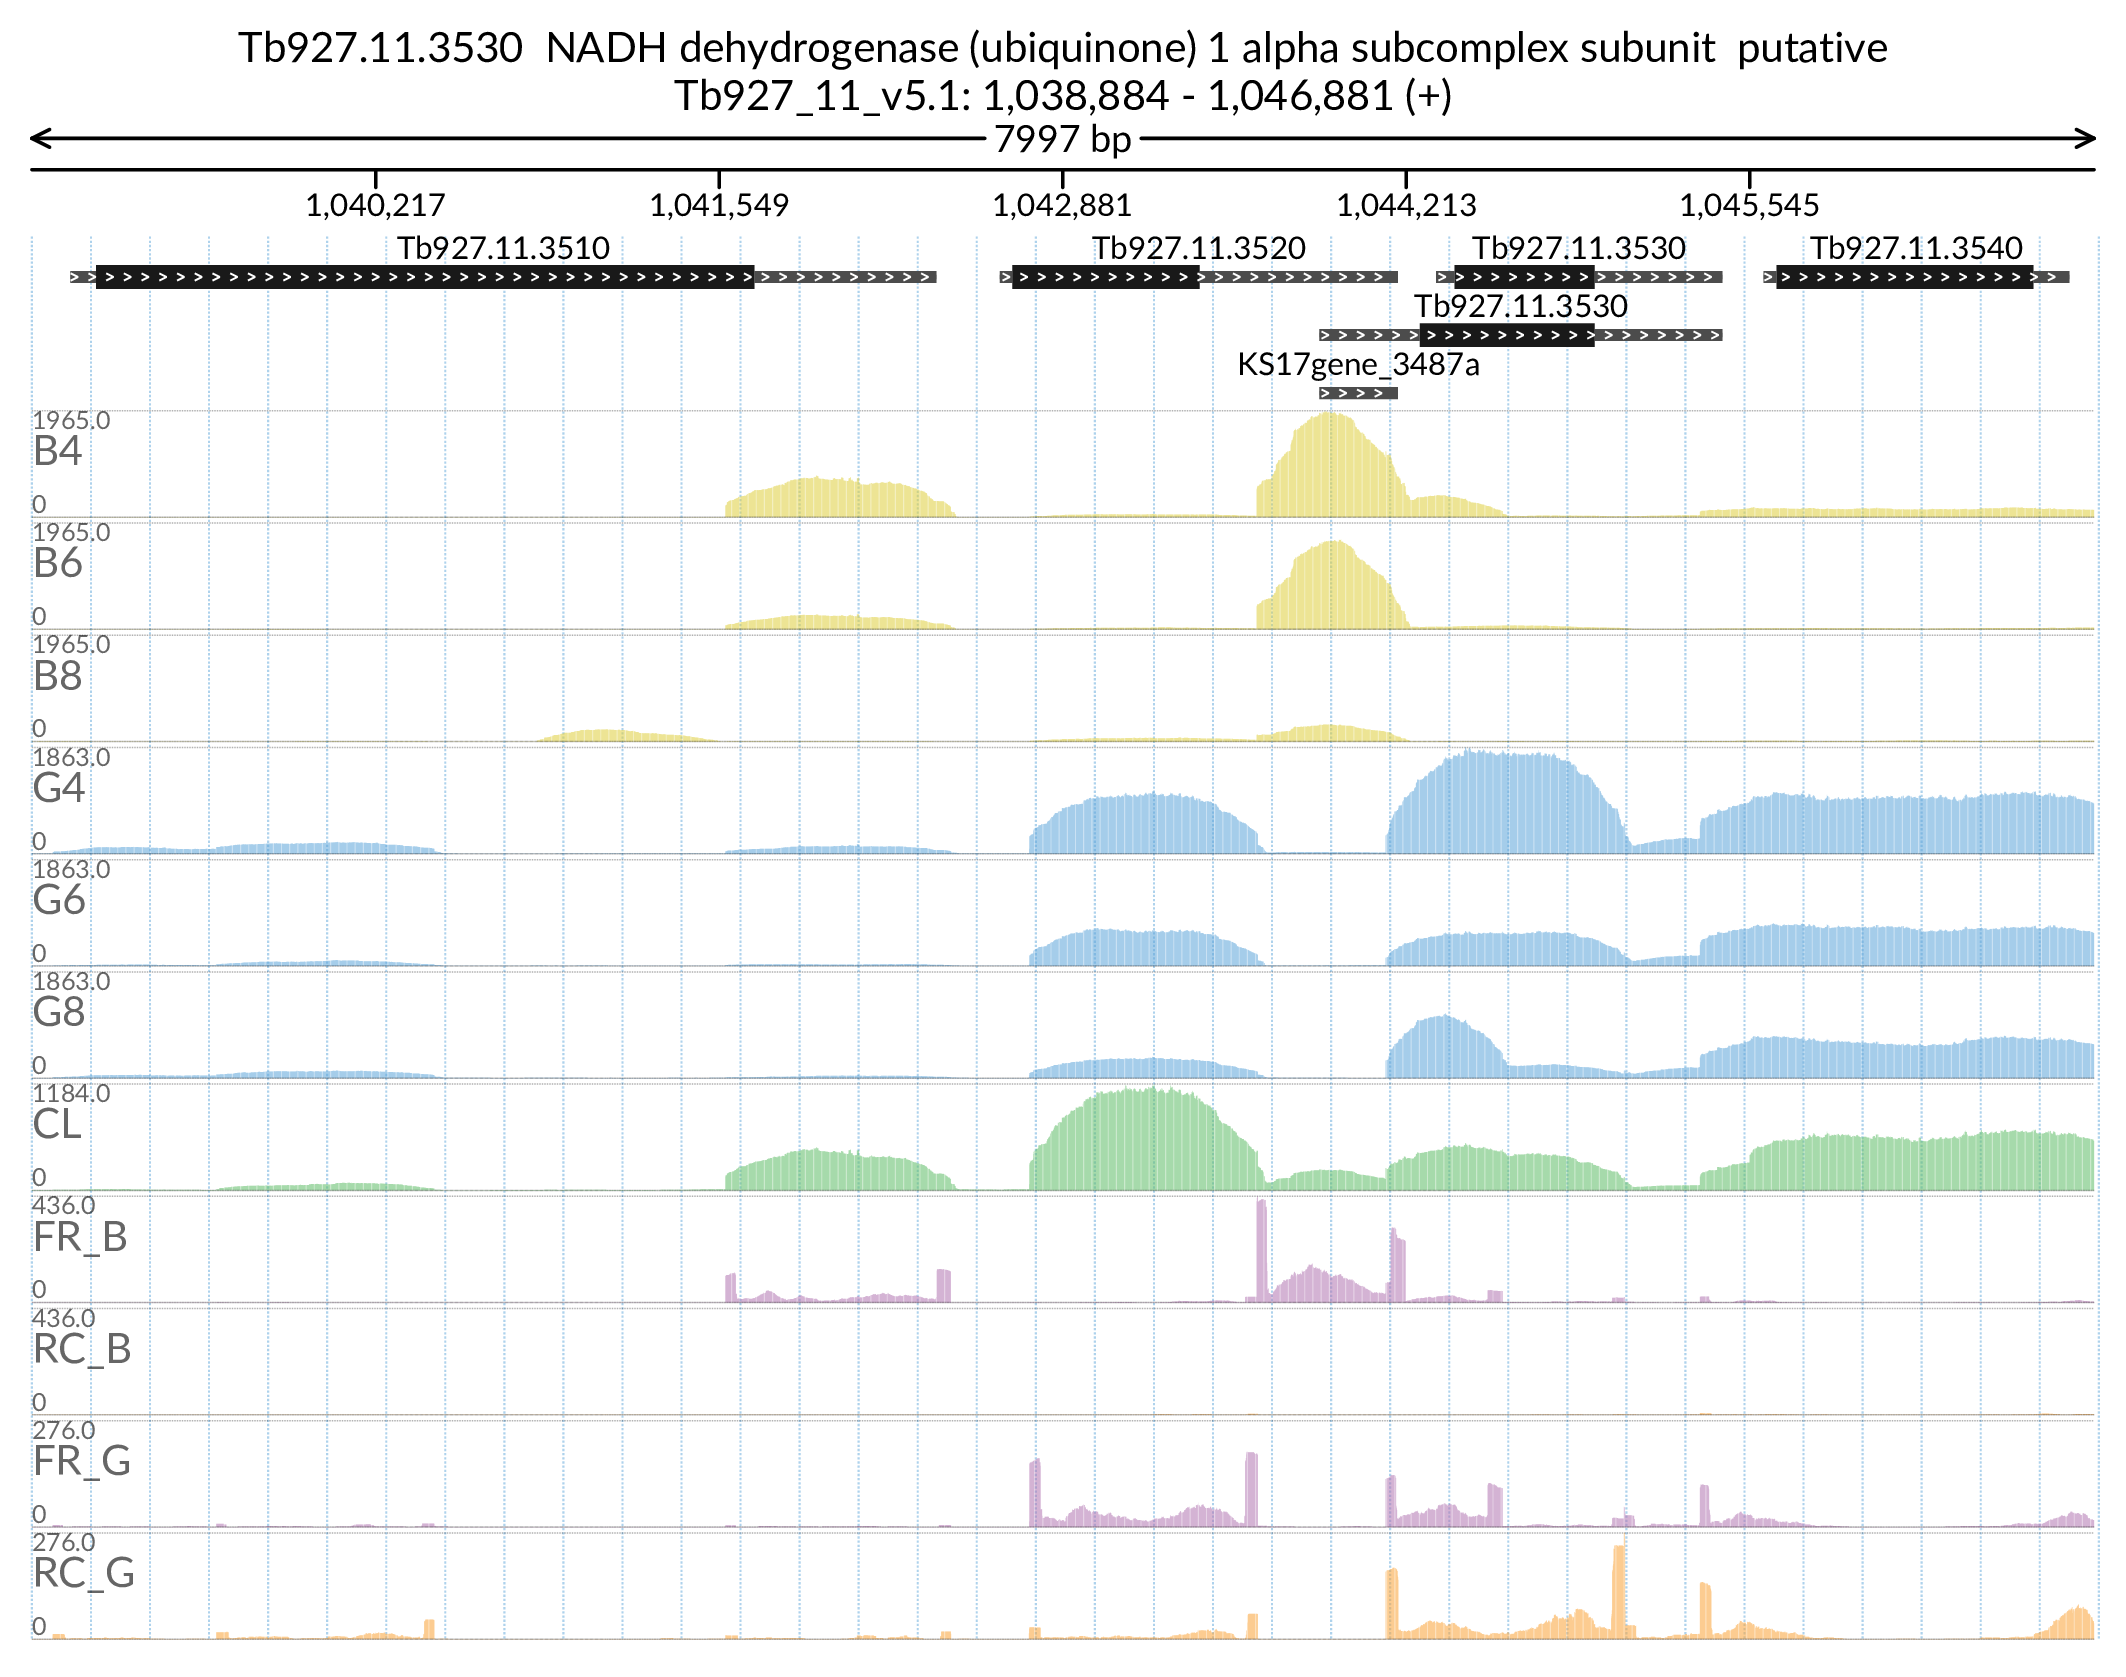 Tb927.11.3530  NADH dehydrogenase (ubiquinone) 1 alpha subcomplex subunit  putative
Tb927_11_v5.1: 1,038,884 - 1,046,881 (+)
7997 bp
1,040,217 1,041,549 1,042,881 1,044,213 1,045,545
Tb927.11.3510 Tb927.11.3520 Tb927.11.3530 Tb927.11.3540
Tb927.11.3530
KS17gene_3487a
1965.0
B4
0
1965.0
B6
0
1965.0
B8
0
1863.0
G4
0
1863.0
G6
0
1863.0
G8
0
1184.0
CL
0
436.0
FR_B
0
436.0
RC_B
0
276.0
FR_G
0
276.0
RC_G
0